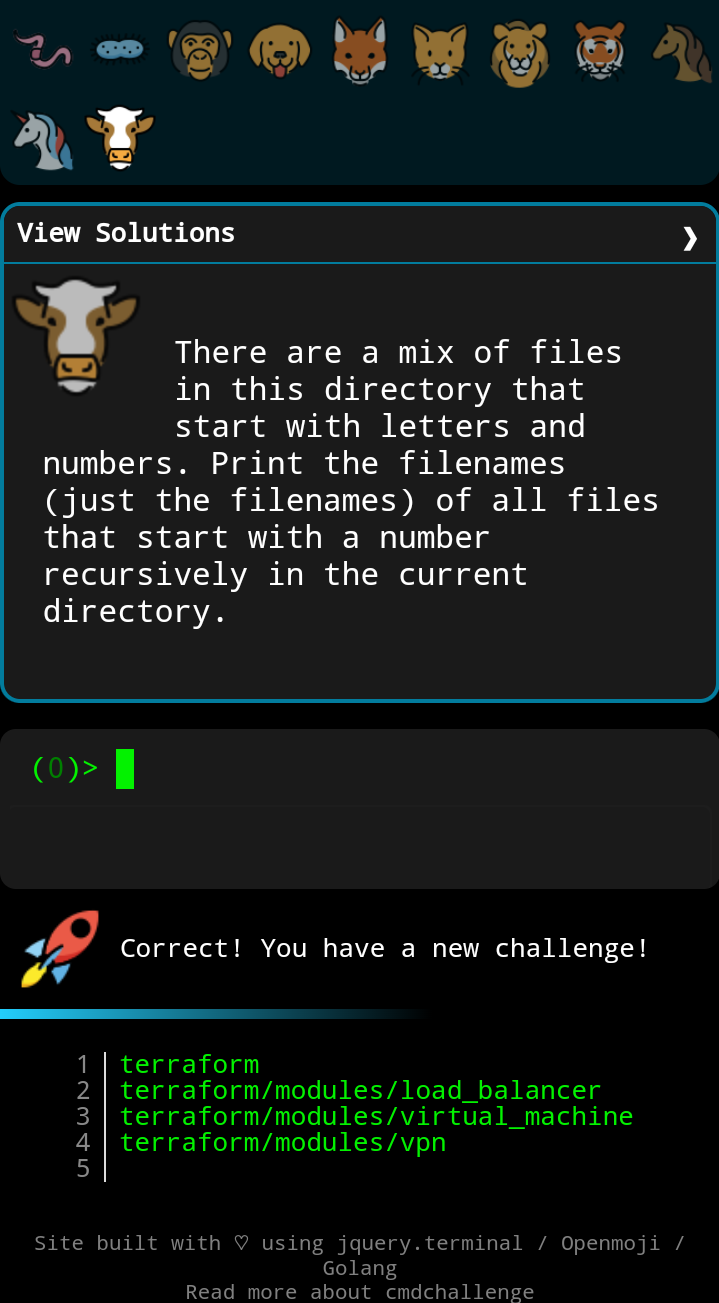 View Solutions ❯
There are a mix of files
in this directory that
start with letters and
numbers. Print the filenames
(just the filenames) of all files
that start with a number
recursively in the current
directory.
(0)>
Correct! You have a new challenge!
1 terraform
2 terraform/modules/load_balancer
3 terraform/modules/virtual_machine
4 terraform/modules/vpn
5
Site built with ♡ using jquery.terminal / Openmoji /
Golang
Read more about cmdchallenge